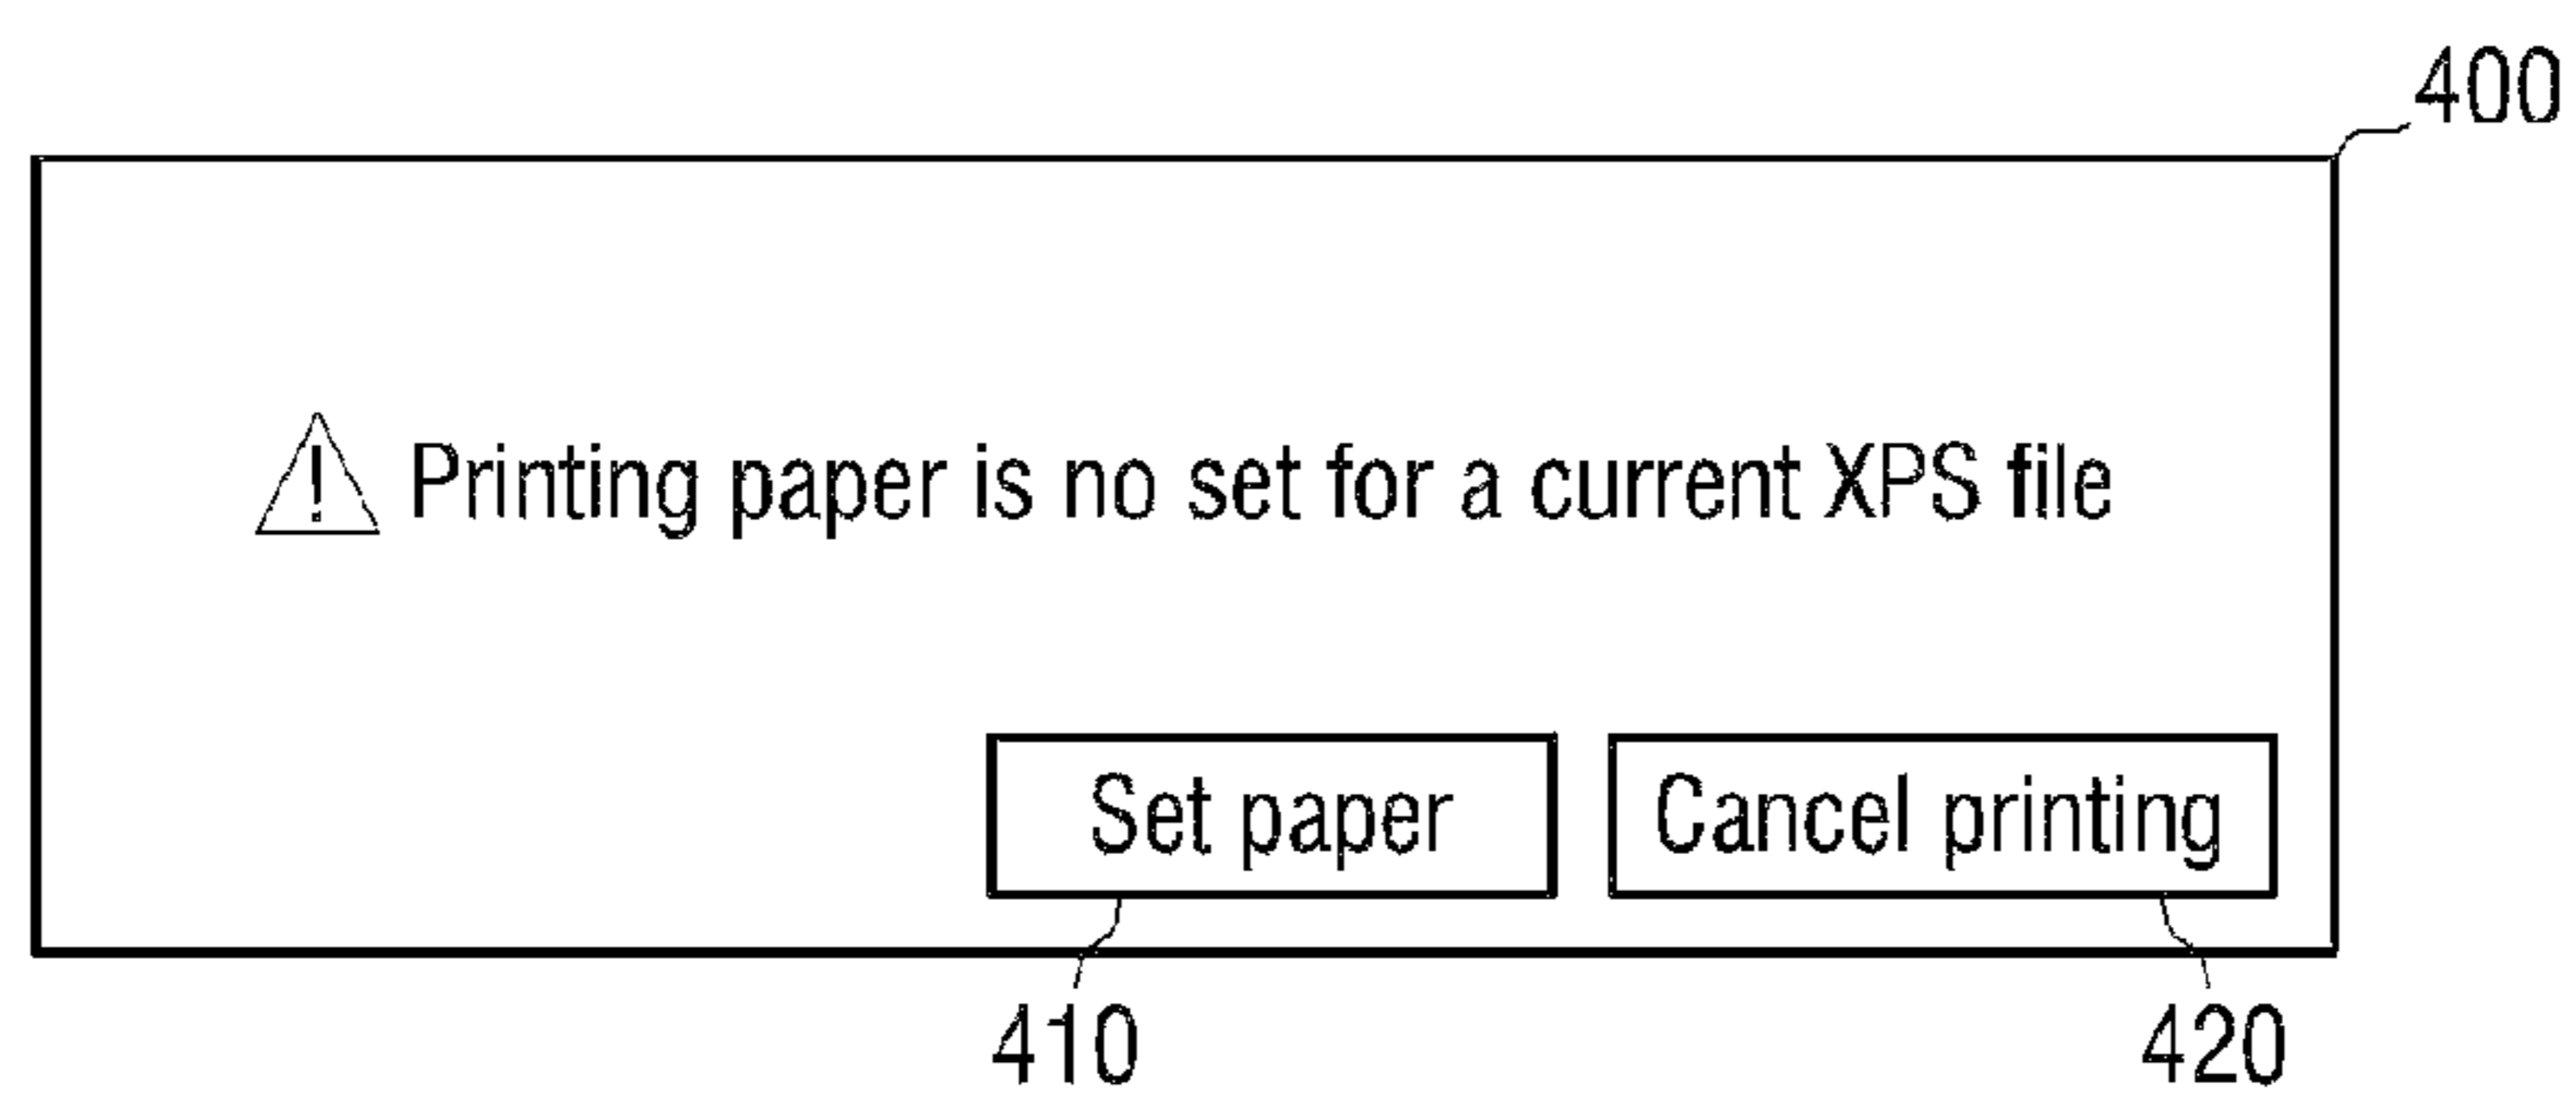 400
! Printing paper is no set for a current XPS file
Set paper Cancel printing
410 420